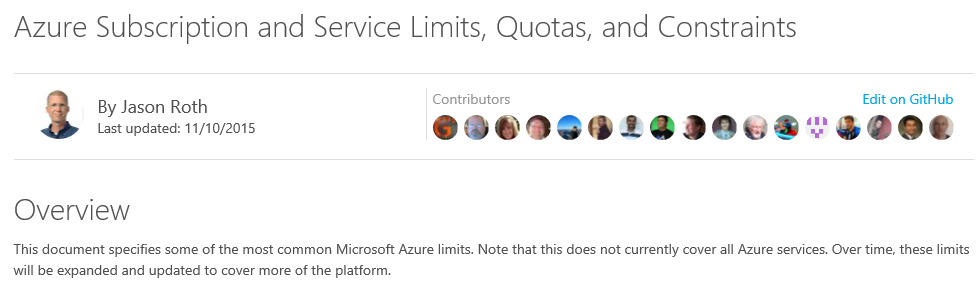 Azure Subscription and Service Limits, Quotas, and Constraints
By Jason Roth
Last updated: 11/10/2015
Contributors
Edit on GitHub
Overview
This document specifies some of the most common Microsoft Azure limits. Note that this does not currently cover all Azure services. Over time, these limits
will be expanded and updated to cover more of the platform.